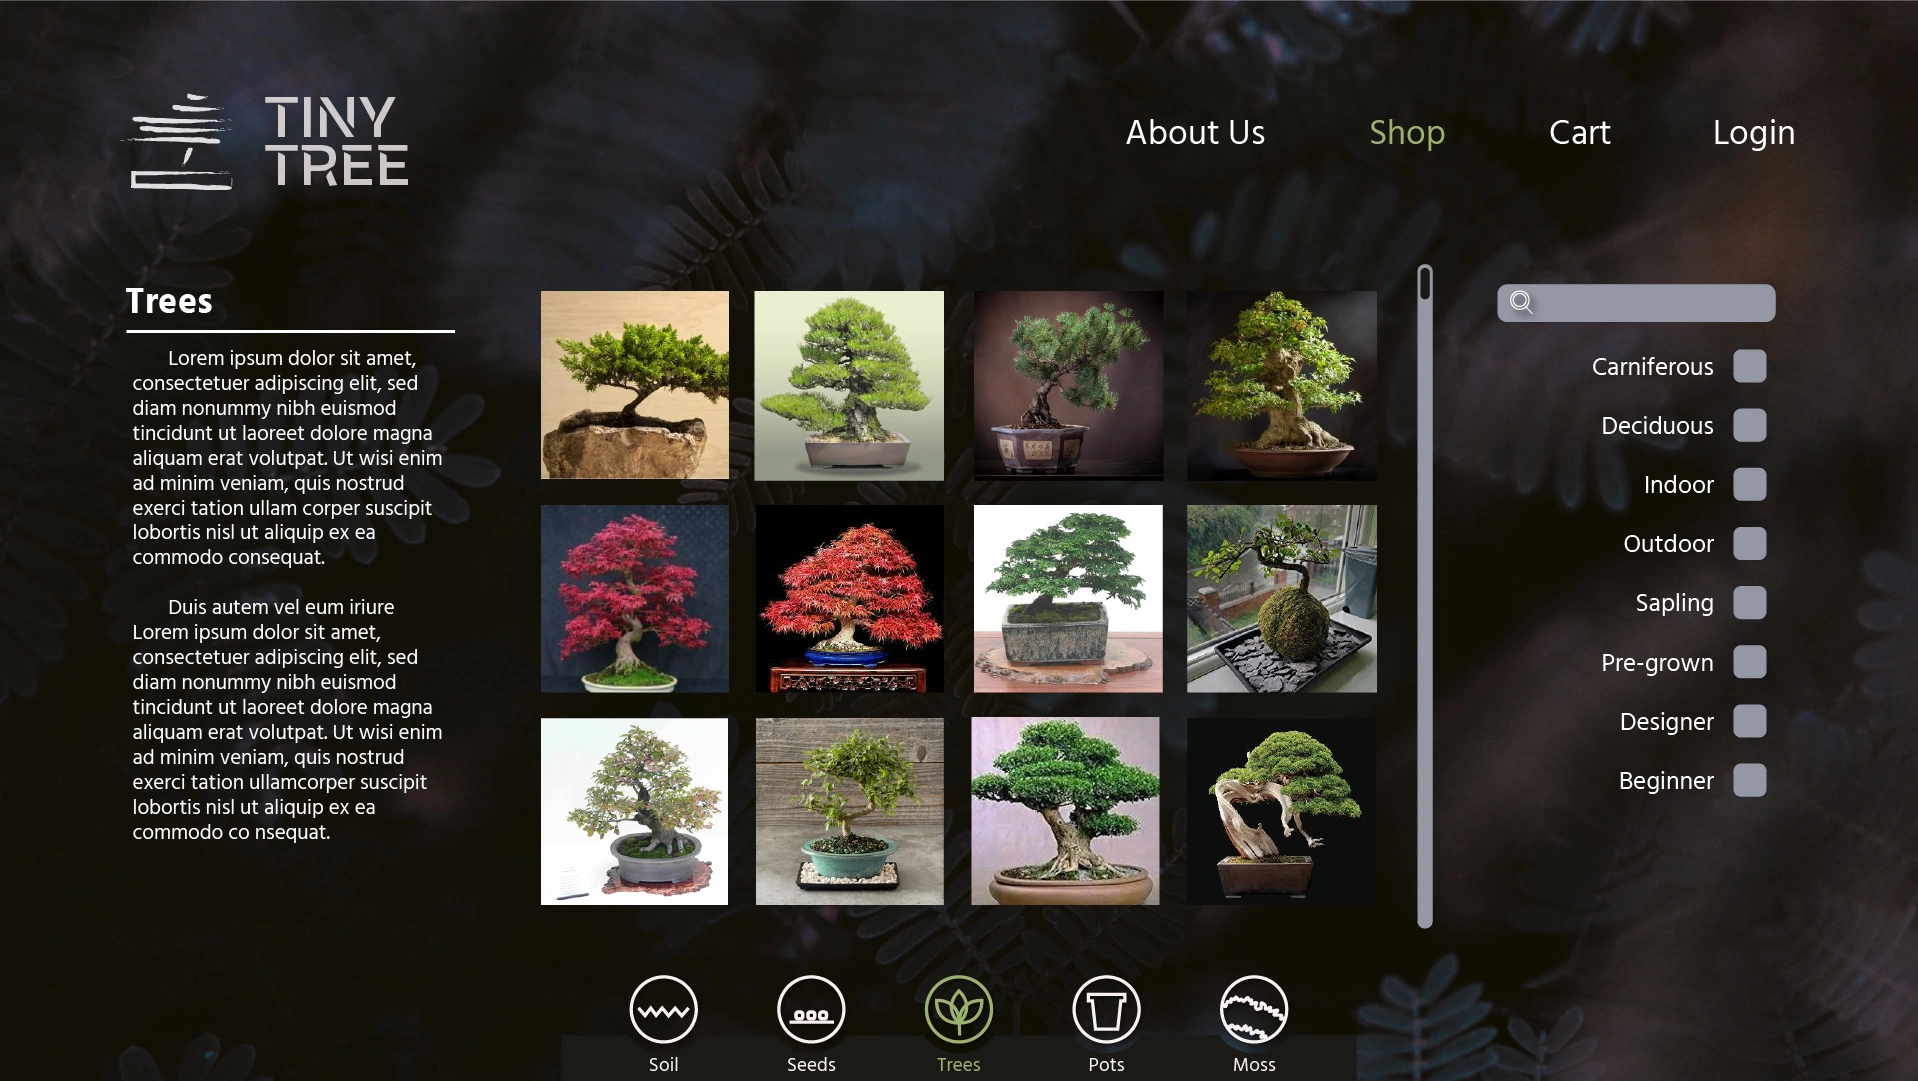 TINY
TREE
About Us
Shop
Cart
Login
Trees
Lorem ipsum dolor sit amet,
consectetuer adipiscing elit, sed
diam nonummy nibh euismod
tincidunt ut laoreet dolore magna
aliquam erat volutpat. Ut wisi enim
ad minim veniam, quis nostrud
exerci tation ullam corper suscipit
lobortis nisl ut aliquip ex ea
commodo consequat.
Duis autem vel eum iriure
Lorem ipsum dolor sit amet,
consectetuer adipiscing elit, sed
diam nonummy nibh euismod
tincidunt ut laoreet dolore magna
aliquam erat volutpat. Ut wisi enim
ad minim veniam, quis nostrud
exerci tation ullamcorper suscipit
lobortis nisl ut aliquip ex ea
commodo co nsequat.
Carniferous
Deciduous
Indoor
Outdoor
Sapling
Pre-grown
Designer
Beginner
Soil
Seeds
Trees
Pots
Moss